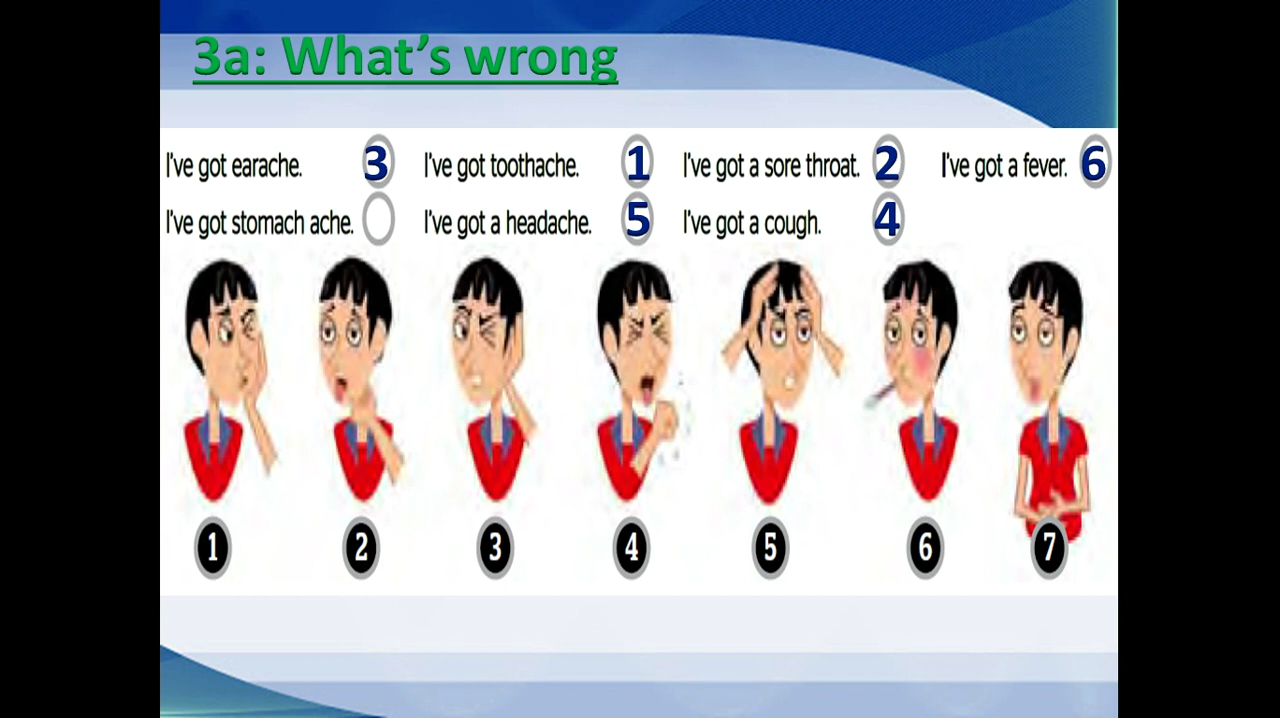 3a: What's wrong
I've got earache. 3 I've got toothache. 1 I've got a sore throat. 2 I've got a fever. 6
I've got stomach ache. I've got a headache. 5 I've got a cough. 4
1 2 3 4 5 6 7